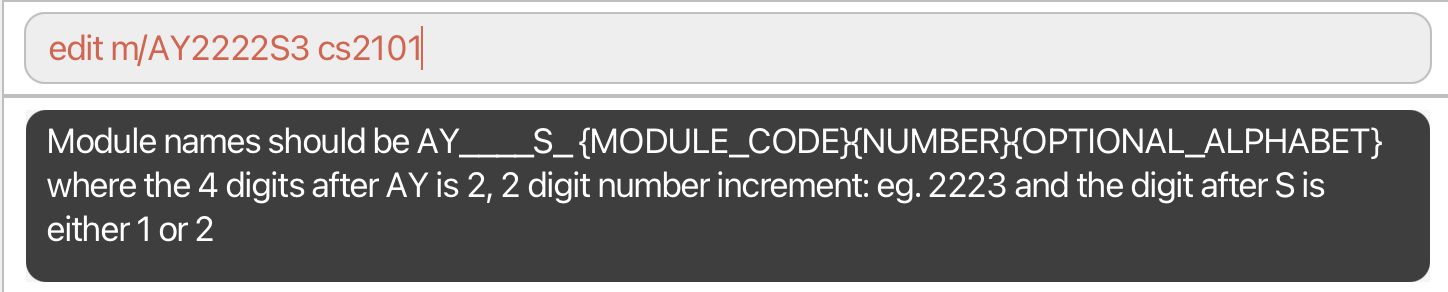 edit m/AY2222S3 cs2101
Module names should be AY____S_ {MODULE_CODE}{NUMBER}{OPTIONAL_ALPHABET}
where the 4 digits after AY is 2, 2 digit number increment: eg. 2223 and the digit after S is
either 1 or 2